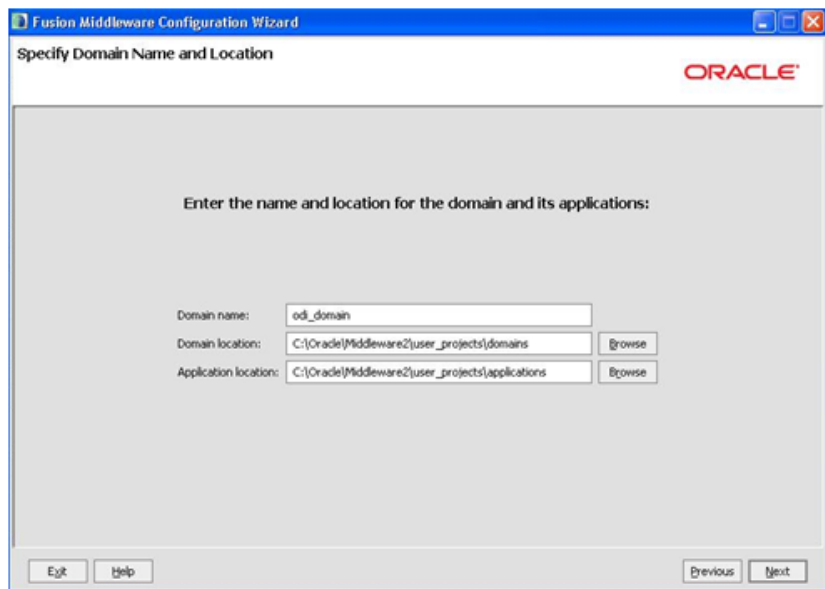 Fusion Middleware Configuration Wizard
Specify Domain Name and Location
ORACLE
Enter the name and location for the domain and its applications:
Domain name: odi_domain
Domain location: C:\Oracle\Middleware2\user_projects\domains Browse
Application location: C:\Oracle\Middleware2\user_projects\applications Browse
Exit Help Previous Next